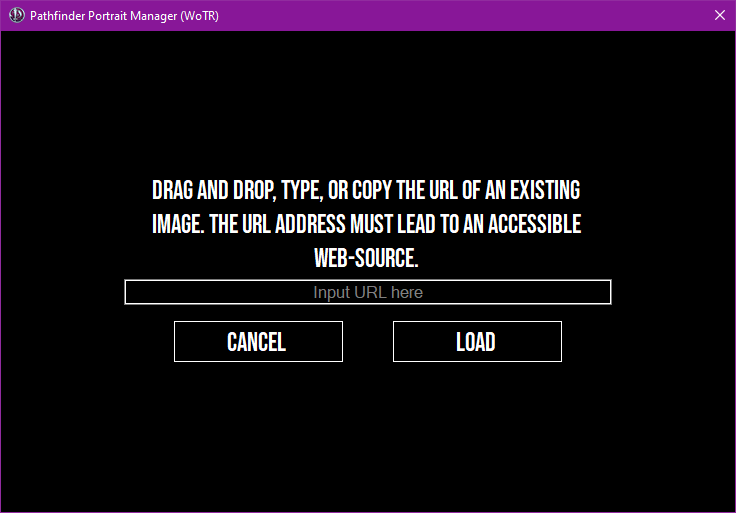 Pathfinder Portrait Manager (WoTR)
DRAG AND DROP, TYPE, OR COPY THE URL OF AN EXISTING
IMAGE. THE URL ADDRESS MUST LEAD TO AN ACCESSIBLE
WEB-SOURCE.
Input URL here
CANCEL
LOAD